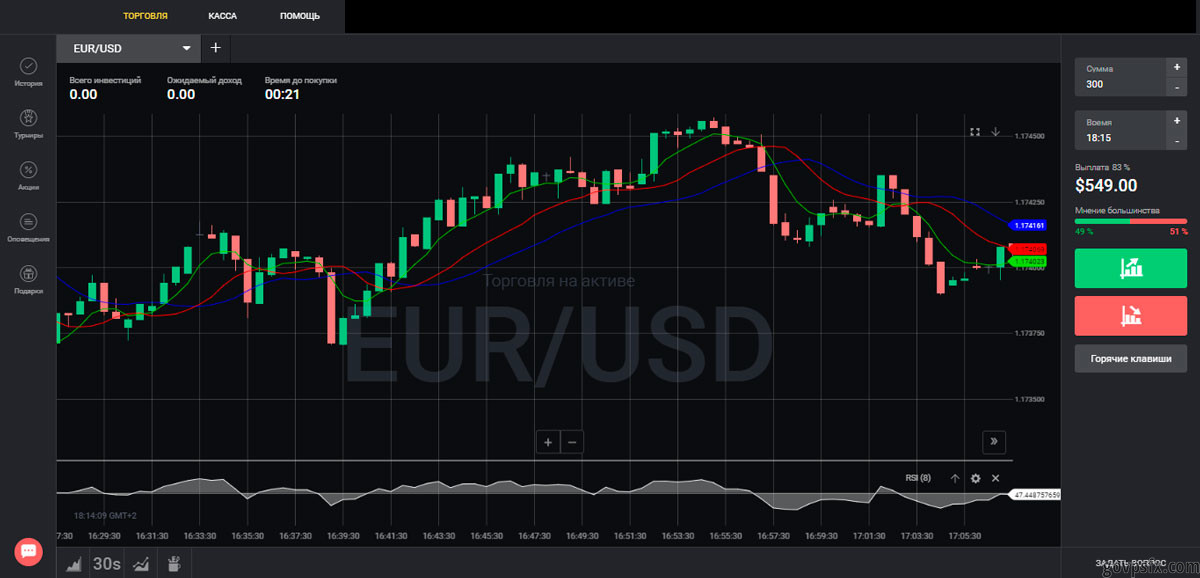 ТОРГОВЛЯ КАССА ПОМОЩЬ
EUR/USD +
История
Турниры
Акции
Оповещения
Подарки
Всего инвестиций Ожидаемый доход Время до покупки
0.00 0.00 00:21
Торговля на активе
EUR/USD
1.174500
1.174250
1.174161
1.174000
1.173750
1.173500
+ −
»
RSI (8)
47.448757659
18:14:09 GMT+2
7:30 16:29:30 16:31:30 16:33:30 16:35:30 16:37:30 16:39:30 16:41:30 16:43:30 16:45:30 16:47:30 16:49:30 16:51:30 16:53:30 16:55:30 16:57:30 16:59:30 17:01:30 17:03:30 17:05:30
30s
Сумма +
300 -
Время +
18:15 -
Выплата 83 %
$549.00
Мнение большинства
49 % 51 %
Горячие клавиши
ЗАДАТЬ ВОПРОС
govpsfx.com